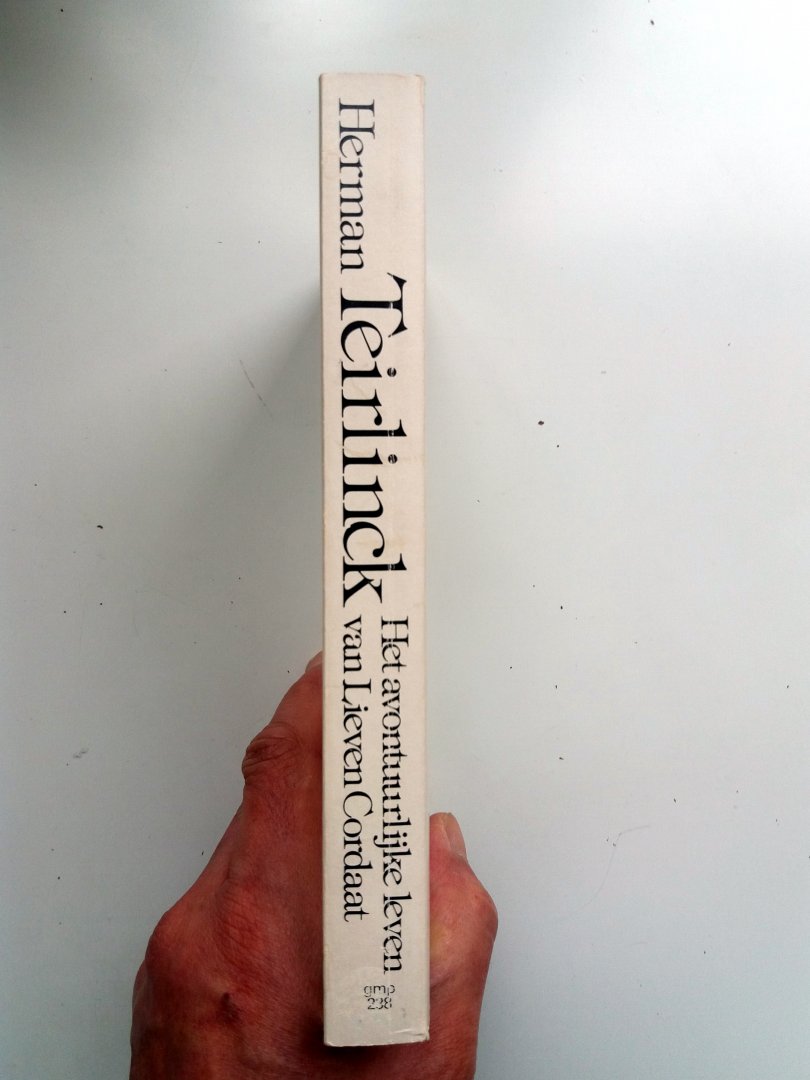 Herman Teirlinck
Het avontuurlijke leven
van Lieven Cordaat
gmp
238